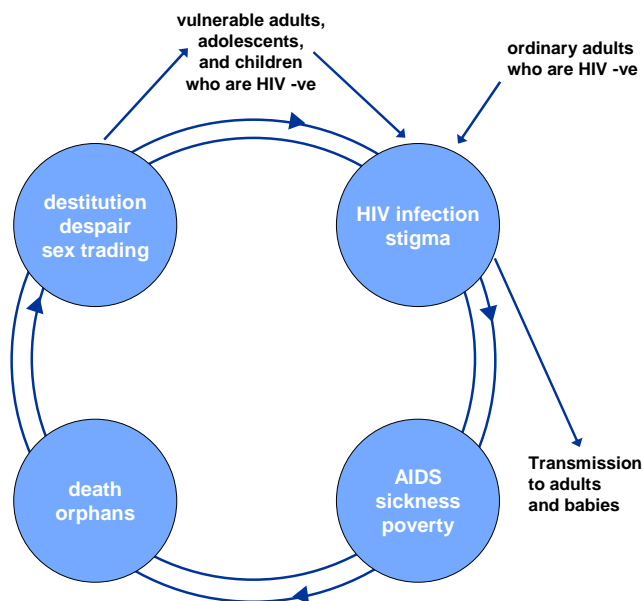 vulnerable adults,
adolescents,
and children
who are HIV -ve
ordinary adults
who are HIV -ve
destitution
despair
sex trading
HIV infection
stigma
death
orphans
AIDS
sickness
poverty
Transmission
to adults
and babies